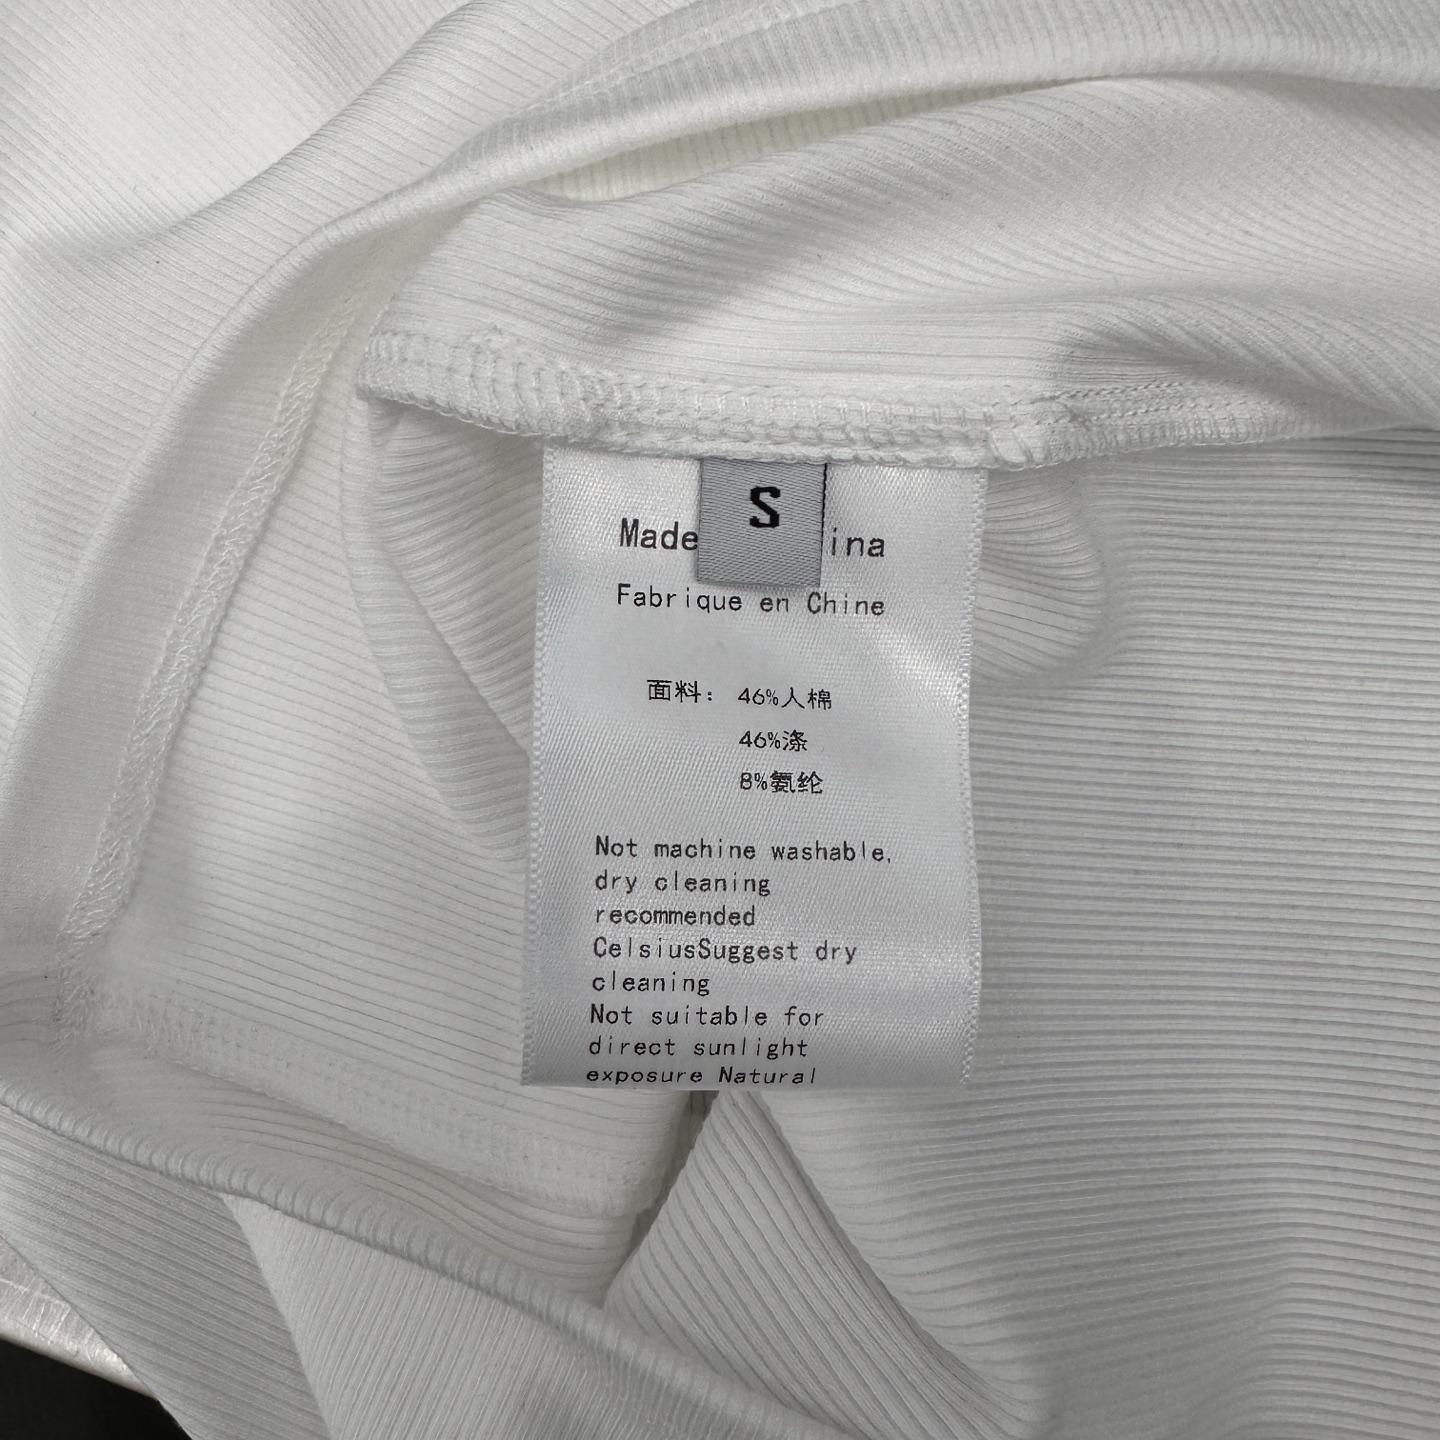 S
Made ina
Fabrique en Chine
面料: 46%人棉
46%涤
8%氨纶
Not machine washable,
dry cleaning
recommended
CelsiusSuggest dry
cleaning
Not suitable for
direct sunlight
exposure Natural